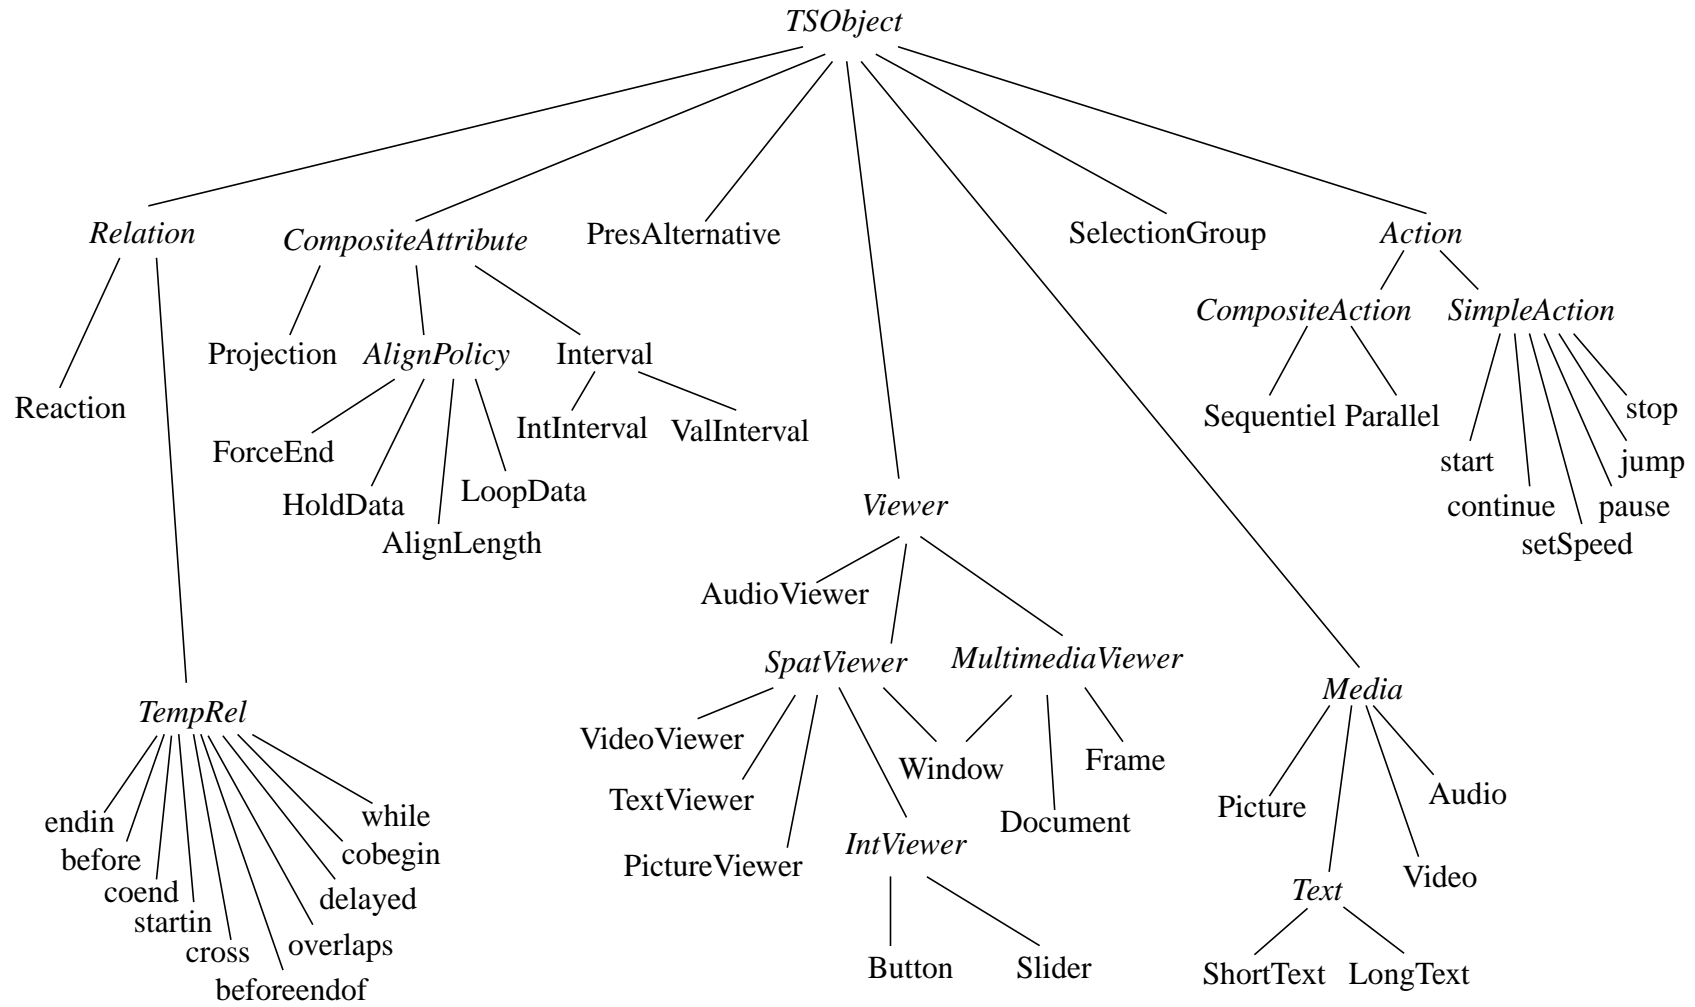 TSObject
Relation
CompositeAttribute
PresAlternative
SelectionGroup
Action
CompositeAction
SimpleAction
Projection
AlignPolicy
Interval
Reaction
Sequentiel
Parallel
stop
IntInterval
ValInterval
ForceEnd
start
jump
HoldData
LoopData
continue
pause
Viewer
AlignLength
setSpeed
AudioViewer
SpatViewer
MultimediaViewer
Media
TempRel
VideoViewer
Window
Frame
TextViewer
Document
Picture
Audio
endin
while
before
cobegin
PictureViewer
IntViewer
Video
coend
delayed
Text
startin
cross
overlaps
Button
Slider
ShortText
LongText
beforeendof